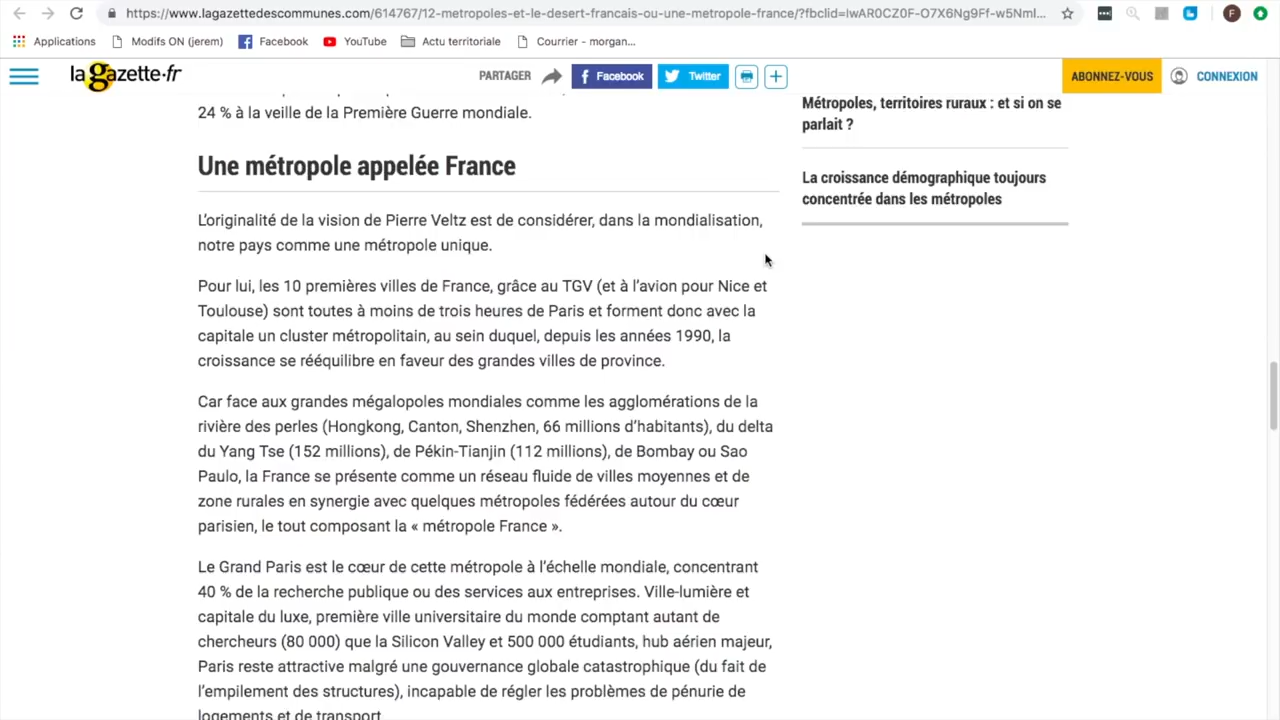 https://www.lagazettedescommunes.com/614767/12-metropoles-et-le-desert-francais-ou-une-metropole-france/?fbclid=IwAR0CZ0F-O7X6Ng9Ff-w5NmI...
F
Applications
Modifs ON (jerem)
Facebook
YouTube
Actu territoriale
Courrier - morgan...
la gazette·fr
PARTAGER
Facebook
Twitter
ABONNEZ-VOUS
CONNEXION
24 % à la veille de la Première Guerre mondiale.
Une métropole appelée France
L'originalité de la vision de Pierre Veltz est de considérer, dans la mondialisation,
notre pays comme une métropole unique.
Pour lui, les 10 premières villes de France, grâce au TGV (et à l'avion pour Nice et
Toulouse) sont toutes à moins de trois heures de Paris et forment donc avec la
capitale un cluster métropolitain, au sein duquel, depuis les années 1990, la
croissance se rééquilibre en faveur des grandes villes de province.
Car face aux grandes mégalopoles mondiales comme les agglomérations de la
rivière des perles (Hongkong, Canton, Shenzhen, 66 millions d'habitants), du delta
du Yang Tse (152 millions), de Pékin-Tianjin (112 millions), de Bombay ou Sao
Paulo, la France se présente comme un réseau fluide de villes moyennes et de
zone rurales en synergie avec quelques métropoles fédérées autour du cœur
parisien, le tout composant la « métropole France ».
Le Grand Paris est le cœur de cette métropole à l'échelle mondiale, concentrant
40 % de la recherche publique ou des services aux entreprises. Ville-lumière et
capitale du luxe, première ville universitaire du monde comptant autant de
chercheurs (80 000) que la Silicon Valley et 500 000 étudiants, hub aérien majeur,
Paris reste attractive malgré une gouvernance globale catastrophique (du fait de
l'empilement des structures), incapable de régler les problèmes de pénurie de
logements et de transport
Métropoles, territoires ruraux : et si on se
parlait ?
La croissance démographique toujours
concentrée dans les métropoles